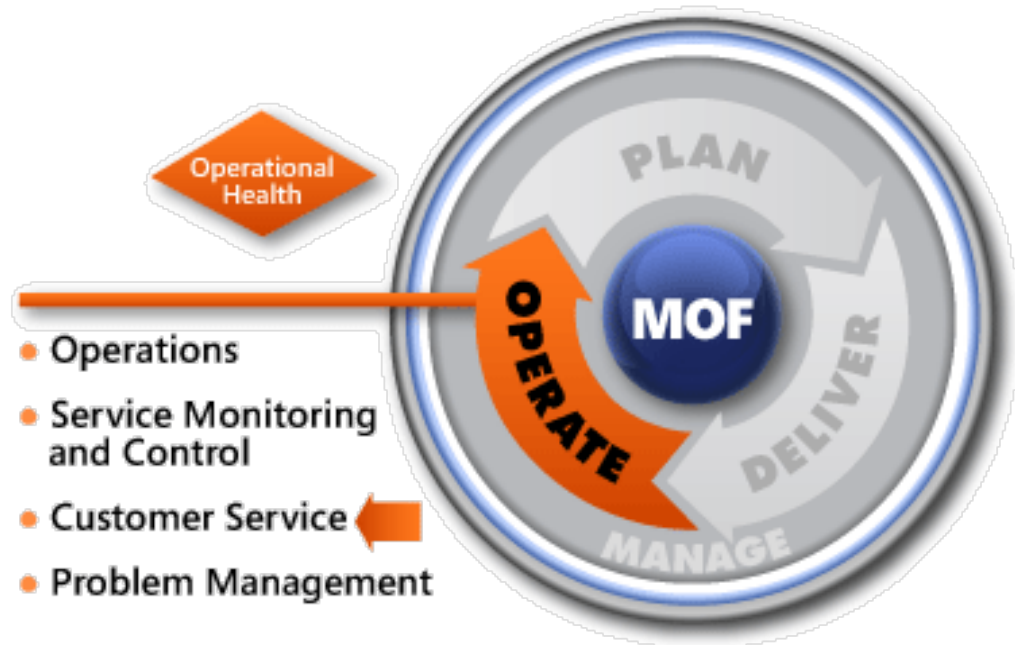 Operational
Health
PLAN
MOF
OPERATE
DELIVER
MANAGE
Operations
Service Monitoring
and Control
Customer Service
Problem Management